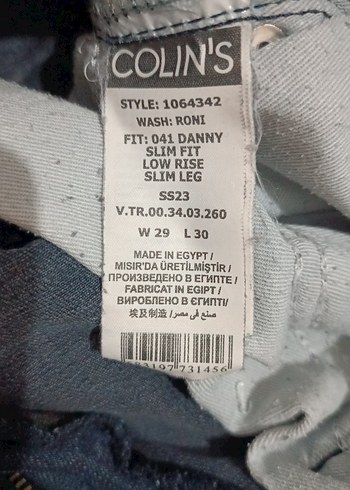 COLIN'S
STYLE: 1064342
WASH: RONI
FIT: 041 DANNY
SLIM FIT
LOW RISE
SLIM LEG
SS23
V.TR.00.34.03.260
W 29 L 30
MADE IN EGYPT /
MISIR'DA ÜRETİLMİŞTİR /
ПРОИЗВЕДЕНО В ЕГИПТЕ /
FABRICAT IN EGIPT /
ВИРОБЛЕНО В ЄГИПТІ/
埃及制造 / صنع في مصر/
3197 731456